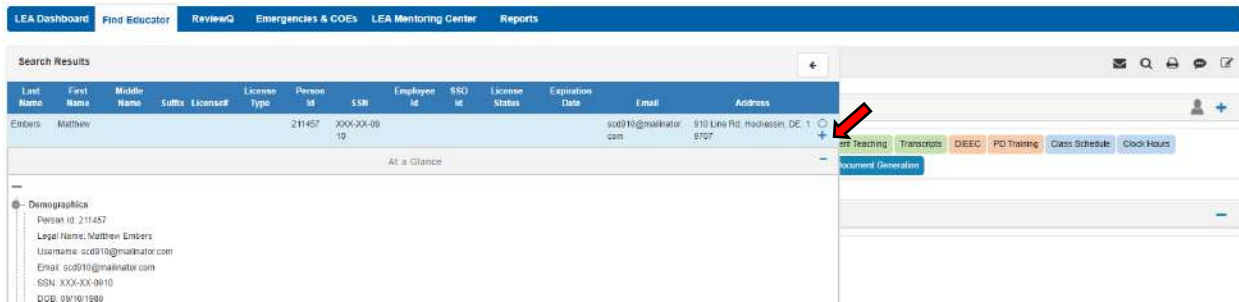 LEA Dashboard Find Educator ReviewQ Emergencies & COEs LEA Mentoring Center Reports
Search Results
Last Name First Name Middle Name Suffix License# License Type Person Id SSN Employee Id SSO Id License Status Expiration Date Email Address
Embers Matthew 211457 XXX-XX-09 scd910@mailinator. 910 Line Rd, Hockessin, DE, 1
10 com 9707
ent Teaching Transcripts DIEEC PD Training Class Schedule Clock Hours
At a Glance
ocument Generation
Demographics
Person Id: 211457
Legal Name: Matthew Embers
Username: scd910@mailinator.com
Email: scd910@mailinator.com
SSN: XXX-XX-0910
DOB: 09/10/1989